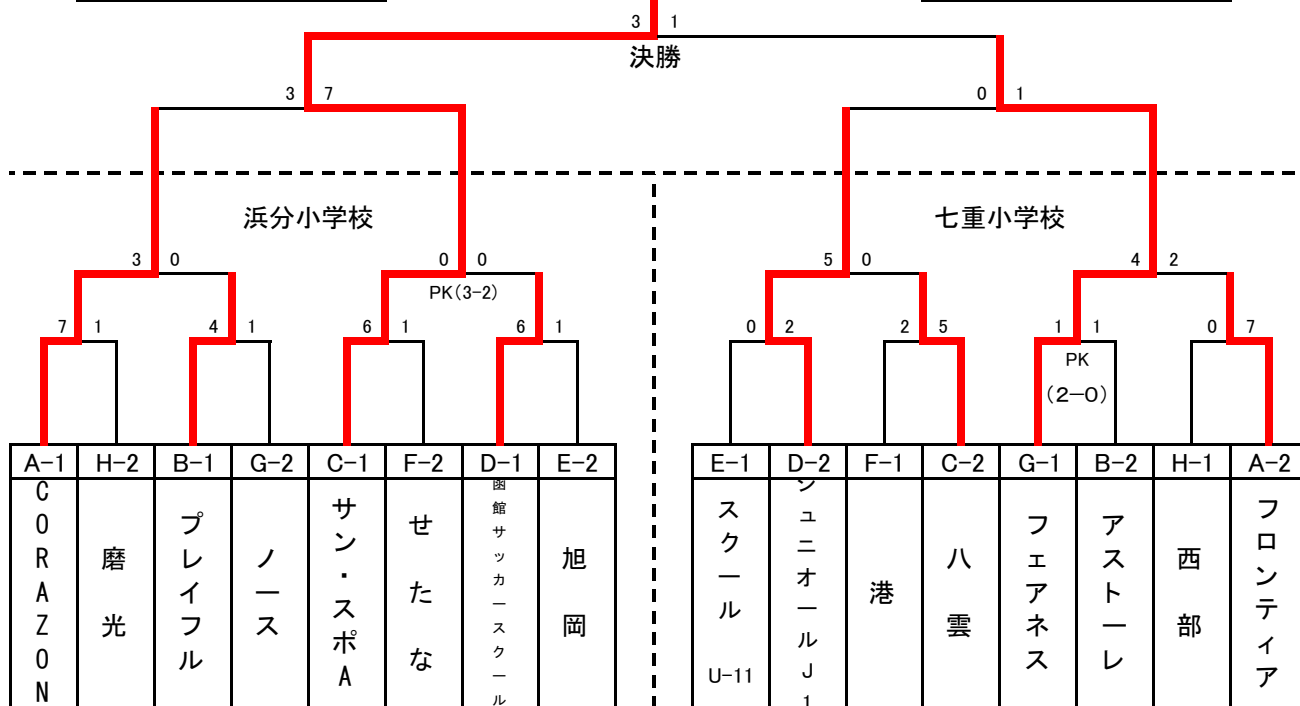 3 1
決勝
3 7
0 1
浜分小学校
七重小学校
3 0
0 0
5 0
4 2
PK(3-2)
7 1
4 1
6 1
6 1
0 2
2 5
1 1
0 7
PK
(2-0)
A-1 H-2 B-1 G-2 C-1 F-2 D-1 E-2
E-1 D-2 F-1 C-2 G-1 B-2 H-1 A-2
CORAZON
磨光
プレイフル
ノース
サン・スポA
せたな
函館サッカースクール
旭岡
スクール U-11
ジュニオールJ1
港
八雲
フェアネス
アストーレ
西部
フロンティア